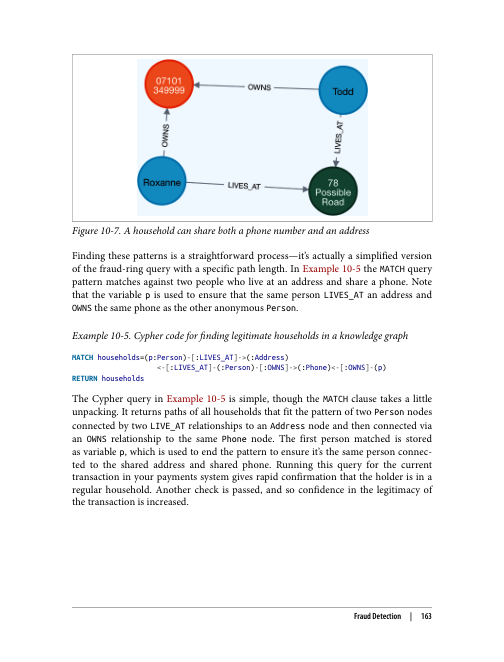 07101
349999
OWNS
Todd
OWNS
LIVES_AT
Roxanne
LIVES_AT
78
Possible
Road
Figure 10-7. A household can share both a phone number and an address
Finding these patterns is a straightforward process—it’s actually a simplified version
of the fraud-ring query with a specific path length. In Example 10-5 the MATCH query
pattern matches against two people who live at an address and share a phone. Note
that the variable p is used to ensure that the same person LIVES_AT an address and
OWNS the same phone as the other anonymous Person.
Example 10-5. Cypher code for finding legitimate households in a knowledge graph
MATCH households=(p:Person)-[:LIVES_AT]->(:Address)
<-[:LIVES_AT]-(:Person)-[:OWNS]->(:Phone)<-[:OWNS]-(p)
RETURN households
The Cypher query in Example 10-5 is simple, though the MATCH clause takes a little
unpacking. It returns paths of all households that fit the pattern of two Person nodes
connected by two LIVE_AT relationships to an Address node and then connected via
an OWNS relationship to the same Phone node. The first person matched is stored
as variable p, which is used to end the pattern to ensure it’s the same person connec-
ted to the shared address and shared phone. Running this query for the current
transaction in your payments system gives rapid confirmation that the holder is in a
regular household. Another check is passed, and so confidence in the legitimacy of
the transaction is increased.
Fraud Detection | 163